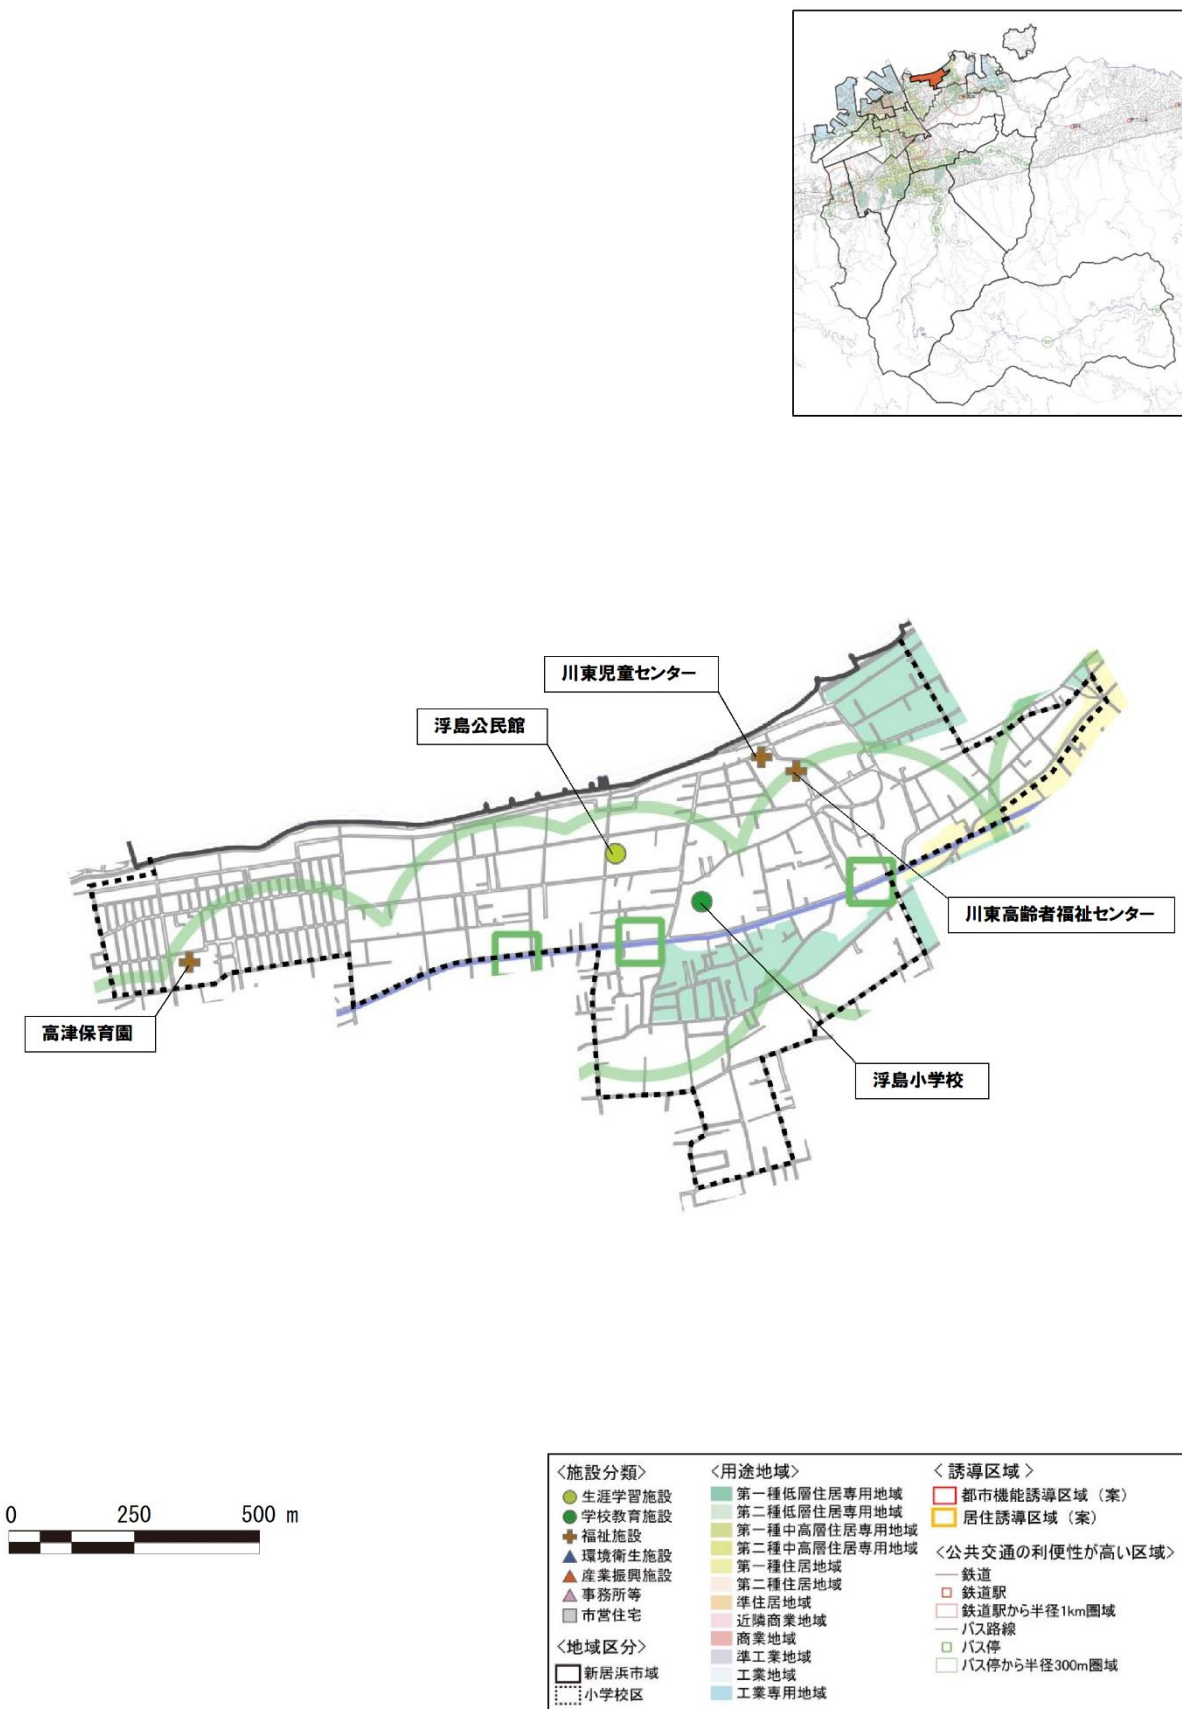 川東児童センター
浮島公民館
川東高齢者福祉センター
高津保育園
浮島小学校
0 250 500 m
<施設分類>
生涯学習施設
学校教育施設
福祉施設
環境衛生施設
産業振興施設
事務所等
市営住宅
<地域区分>
新居浜市域
小学校区
<用途地域>
第一種低層住居専用地域
第二種低層住居専用地域
第一種中高層住居専用地域
第二種中高層住居専用地域
第一種住居地域
第二種住居地域
準住居地域
近隣商業地域
商業地域
準工業地域
工業地域
工業専用地域
<誘導区域>
都市機能誘導区域（案）
居住誘導区域（案）
<公共交通の利便性が高い区域>
鉄道
鉄道駅
鉄道駅から半径1km圏域
バス路線
バス停
バス停から半径300m圏域